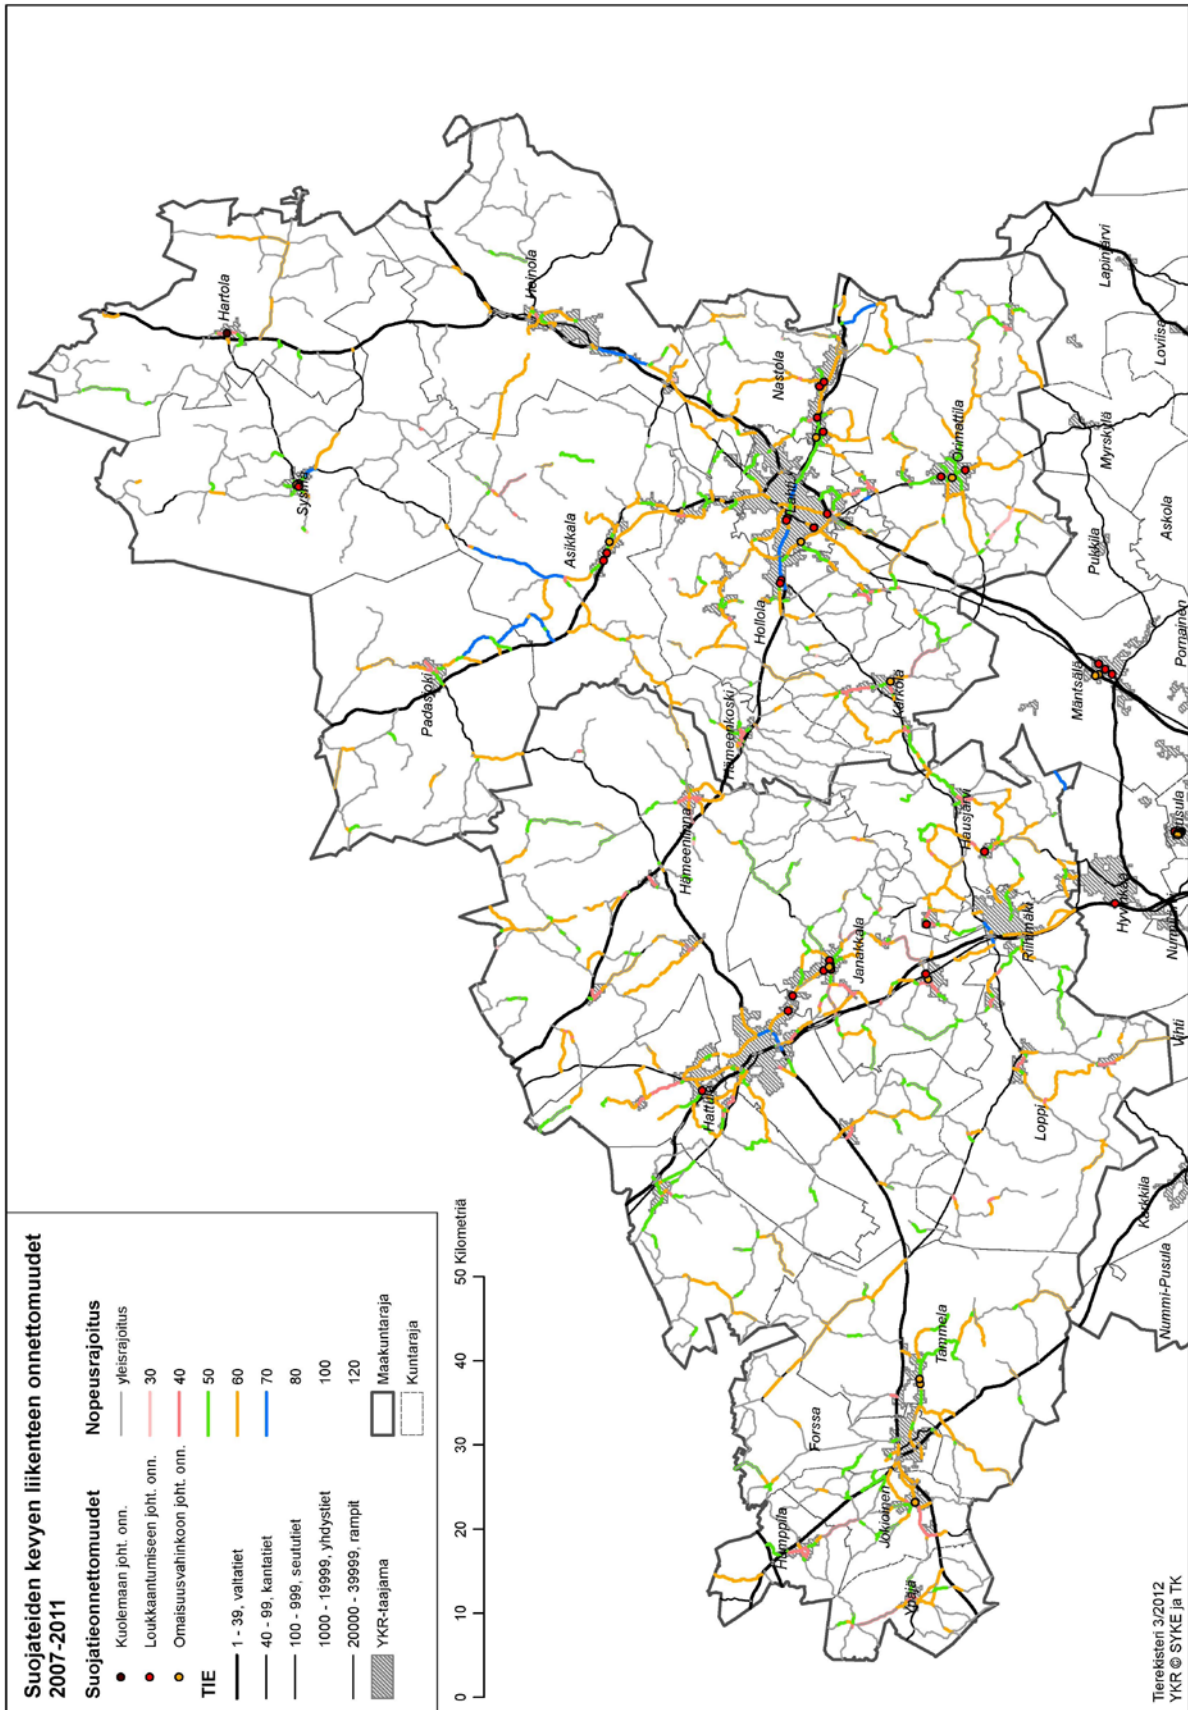 Suojateiden kevyen liikenteen onnettomuudet
2007-2011
Suojatieonnettomuudet
Kuolemaan joht. onn.
Loukkaantumiseen joht. onn.
Omaisuusvahinkoon joht. onn.
TIE
1 - 39, valtatiet
40 - 99, kantatiet
100 - 999, seututiet
1000 - 19999, yhdystiet
20000 - 39999, rampit
YKR-taajama
Nopeusrajoitus
yleisrajoitus
30
40
50
60
70
80
100
120
Maakuntaraja
Kuntaraja
0 10 20 30 40 50 Kilometriä
Hartola
Sysmä
Heinola
Padasjoki
Asikkala
Nastola
Lahti
Hollola
Hämeenkoski
Hämeenlinna
Orimattila
Kärkölä
Hausjärvi
Janakkala
Riihimäki
Hattula
Loppi
Tammela
Forssa
Jokioinen
Humppila
Ypäjä
Lapinjärvi
Loviisa
Myrskylä
Pukkila
Askola
Mäntsälä
Pornainen
Hyvinkää
Vihti
Karkkila
Nummi-Pusula
Tierekisteri 3/2012
YKR © SYKE ja TK